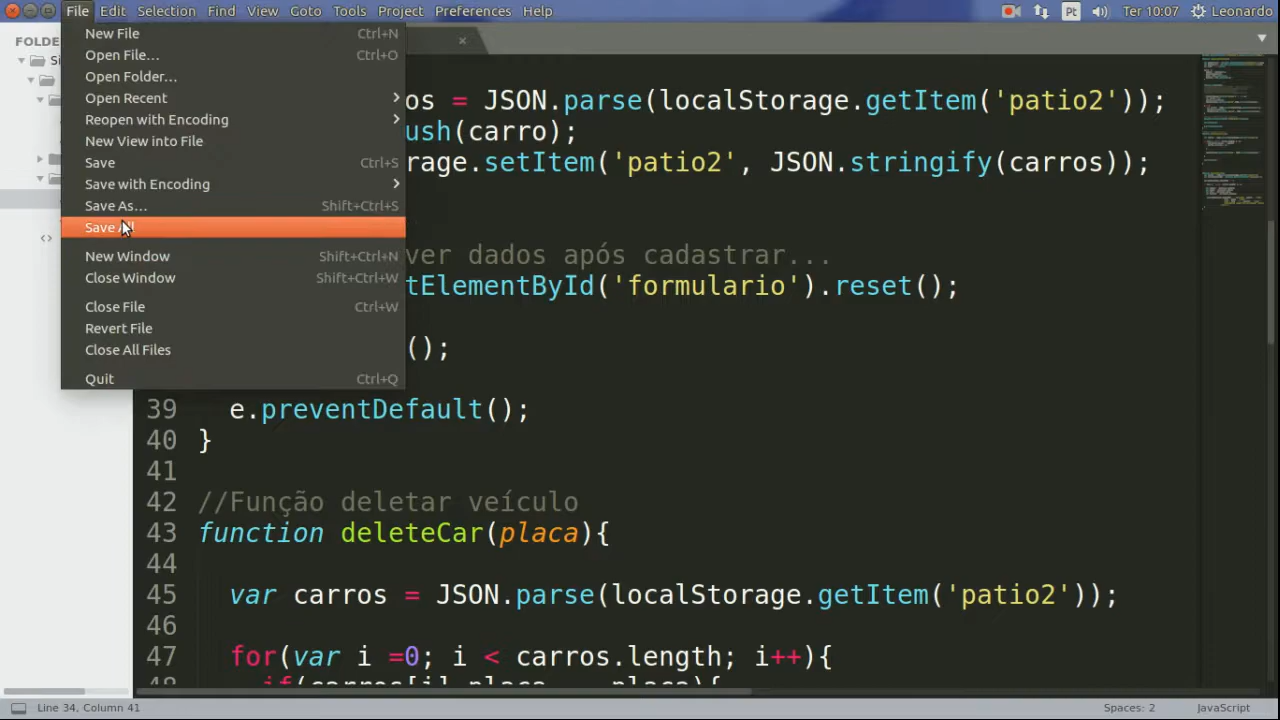 File Edit Selection Find View Goto Tools Project Preferences Help Pt Ter 10:07 Leonardo
FOLDE
Si
New File Ctrl+N
Open File... Ctrl+O
Open Folder...
Open Recent
Reopen with Encoding
New View into File
Save Ctrl+S
Save with Encoding
Save As... Shift+Ctrl+S
Save All
New Window Shift+Ctrl+N
Close Window Shift+Ctrl+W
Close File Ctrl+W
Revert File
Close All Files
Quit Ctrl+Q
os = JSON.parse(localStorage.getItem('patio2'));
ush(carro);
rage.setItem('patio2', JSON.stringify(carros));
ver dados após cadastrar...
tElementById('formulario').reset();
();
39 e.preventDefault();
40 }
41
42 //Função deletar veículo
43 function deleteCar(placa){
44
45 var carros = JSON.parse(localStorage.getItem('patio2'));
46
47 for(var i =0; i < carros.length; i++){
Line 34, Column 41 Spaces: 2 JavaScript